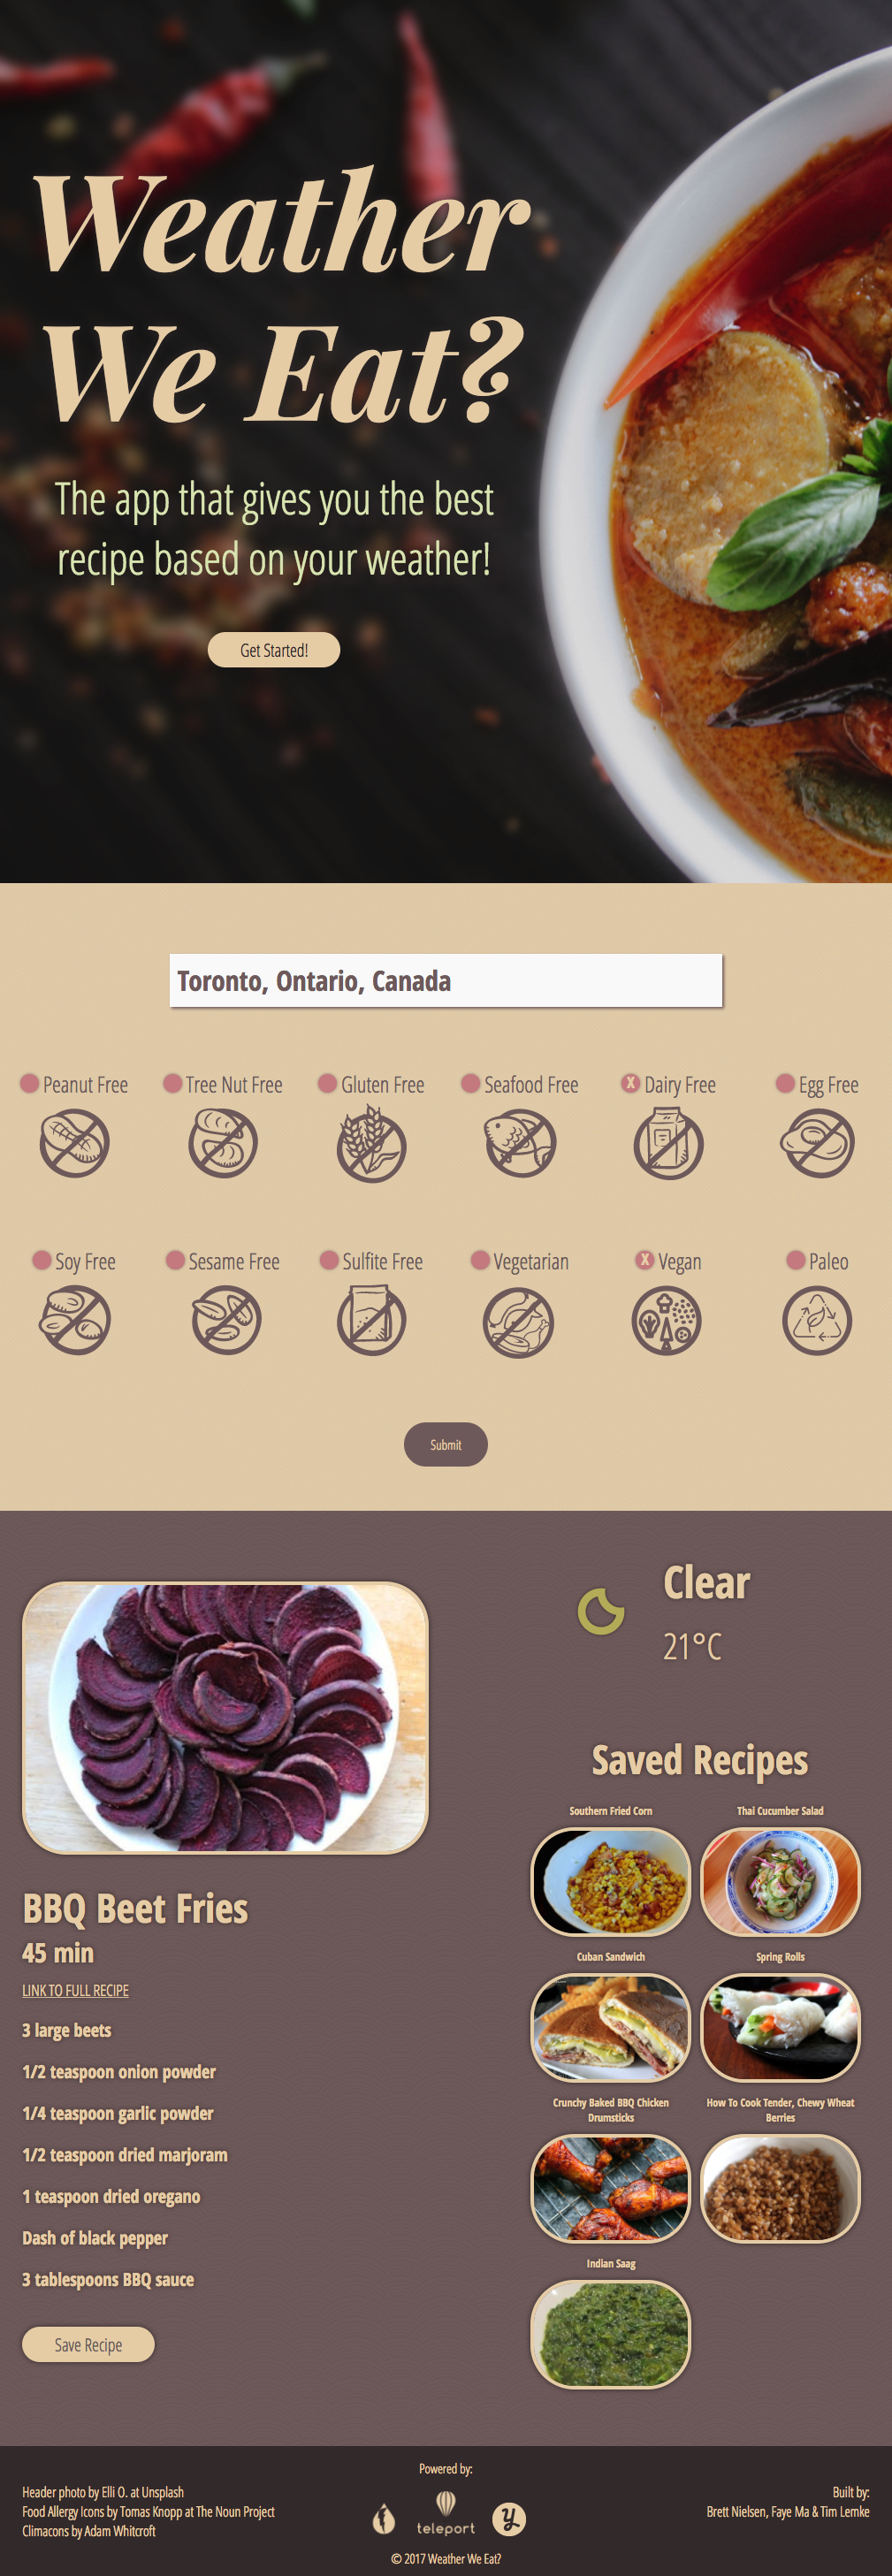 Weather
We Eat?
The app that gives you the best
recipe based on your weather!
Get Started!
Toronto, Ontario, Canada
Peanut Free
Tree Nut Free
Gluten Free
Seafood Free
X Dairy Free
Egg Free
Soy Free
Sesame Free
Sulfite Free
Vegetarian
X Vegan
Paleo
Submit
Clear
21°C
BBQ Beet Fries
45 min
LINK TO FULL RECIPE
3 large beets
1/2 teaspoon onion powder
1/4 teaspoon garlic powder
1/2 teaspoon dried marjoram
1 teaspoon dried oregano
Dash of black pepper
3 tablespoons BBQ sauce
Save Recipe
Saved Recipes
Southern Fried Corn
Thai Cucumber Salad
Cuban Sandwich
Spring Rolls
Crunchy Baked BBQ Chicken
Drumsticks
How To Cook Tender, Chewy Wheat
Berries
Indian Saag
Header photo by Elli O. at Unsplash
Food Allergy Icons by Tomas Knopp at The Noun Project
Climacons by Adam Whitcroft
Powered by:
teleport
y
© 2017 Weather We Eat?
Built by:
Brett Nielsen, Faye Ma & Tim Lemke